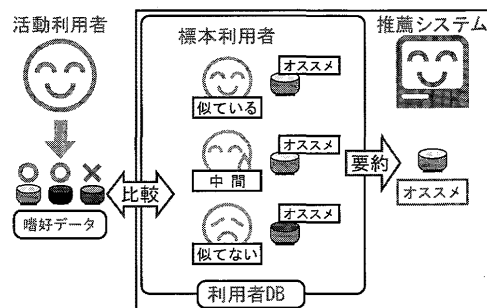 活動利用者
標本利用者
推薦システム
オススメ
似ている
○ ○ ×
比較
オススメ
中間
要約
オススメ
嗜好データ
オススメ
似てない
利用者DB